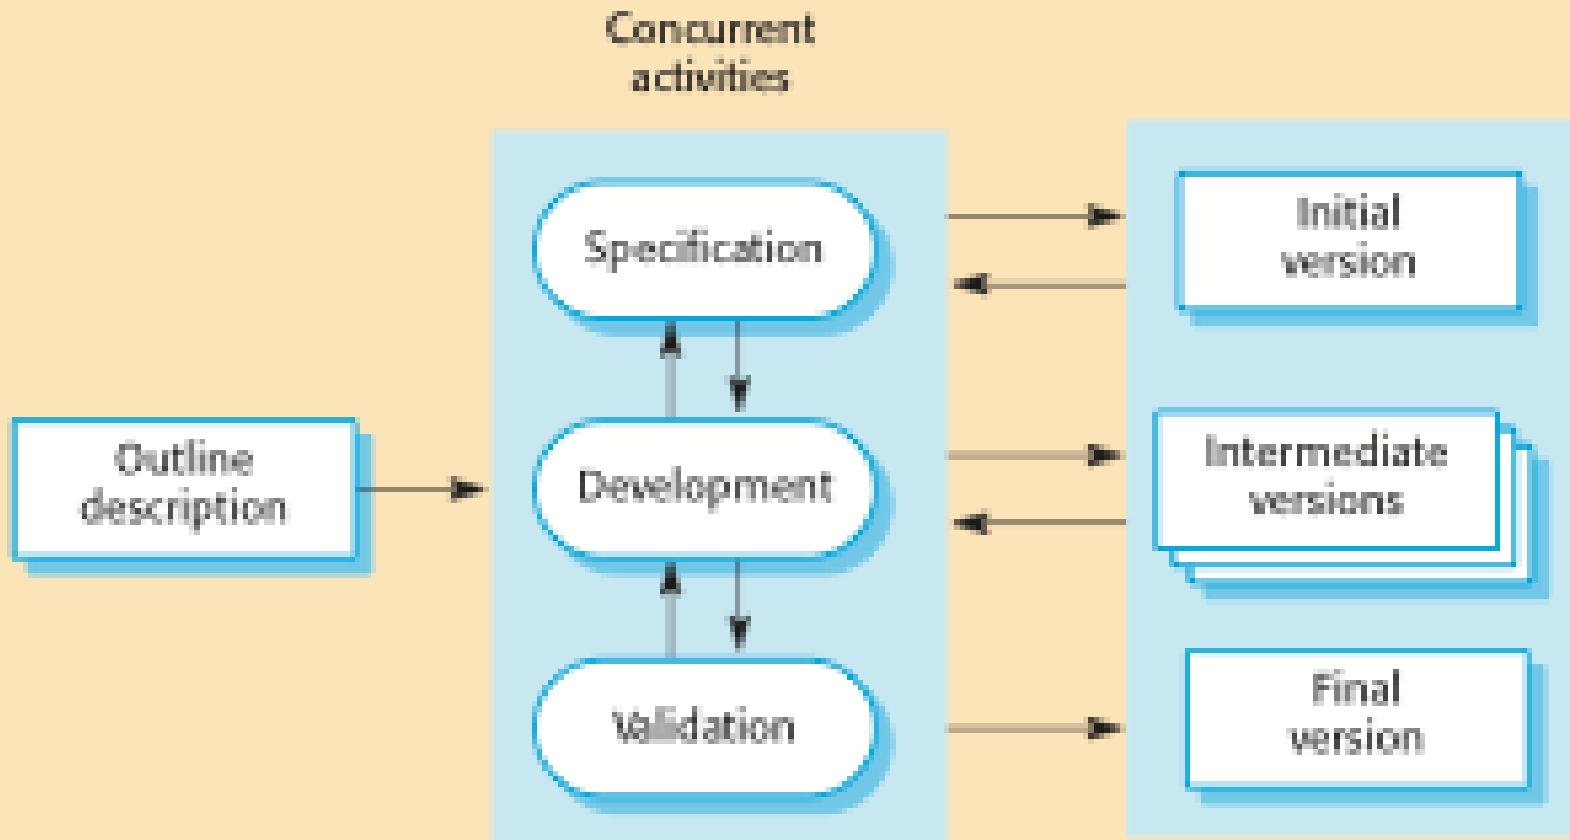 Concurrent
activities
Specification
Initial
version
Outline
description
Development
Intermediate
versions
Validation
Final
version